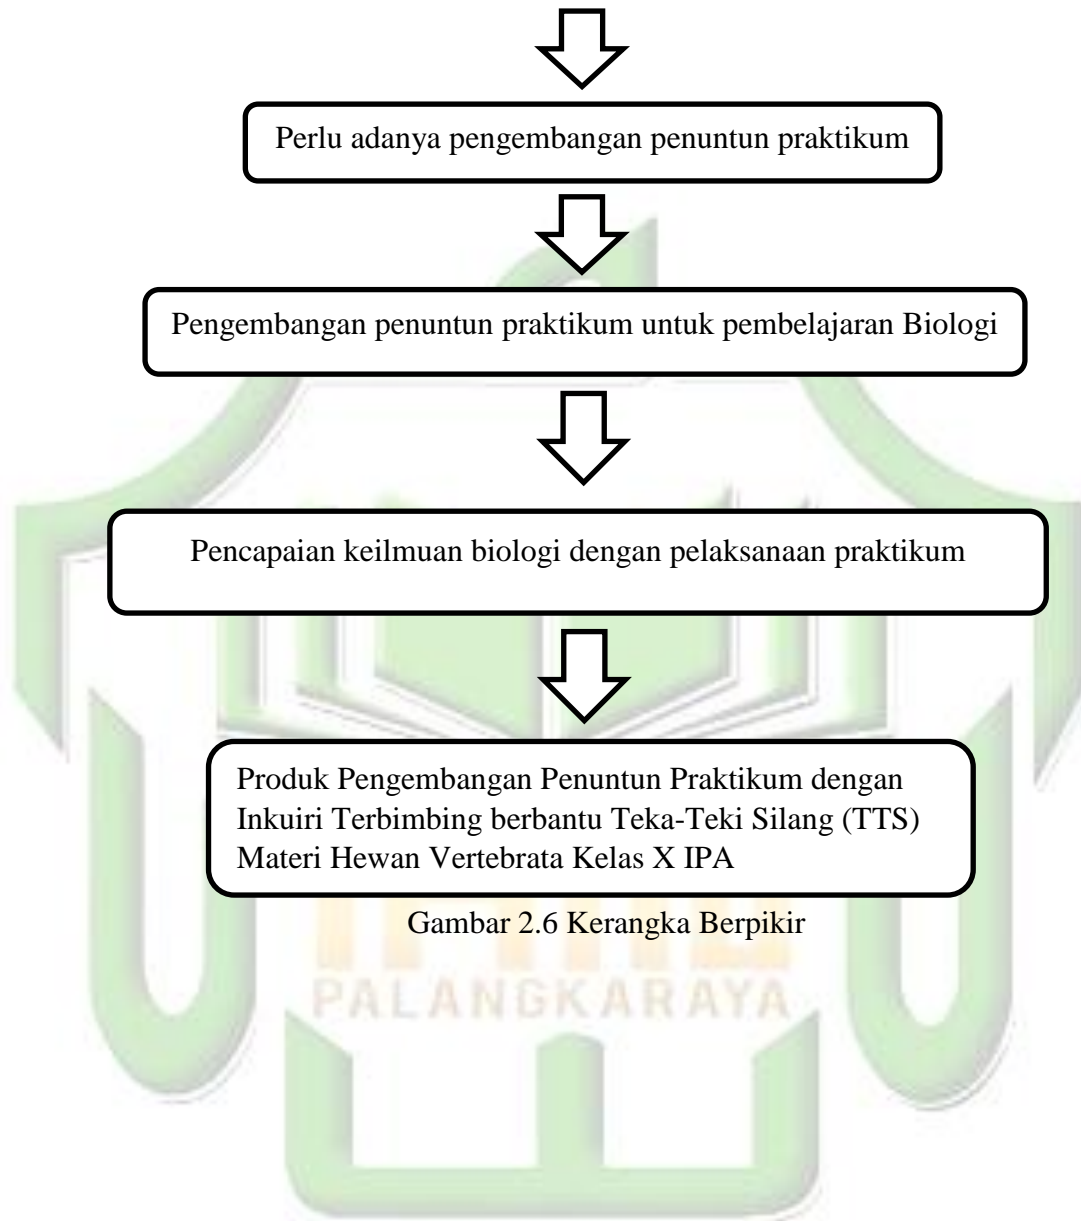 Perlu adanya pengembangan penuntun praktikum
Pengembangan penuntun praktikum untuk pembelajaran Biologi
Pencapaian keilmuan biologi dengan pelaksanaan praktikum
Produk Pengembangan Penuntun Praktikum dengan
Inkuiri Terbimbing berbantu Teka-Teki Silang (TTS)
Materi Hewan Vertebrata Kelas X IPA
Gambar 2.6 Kerangka Berpikir
PALANGKARAYA